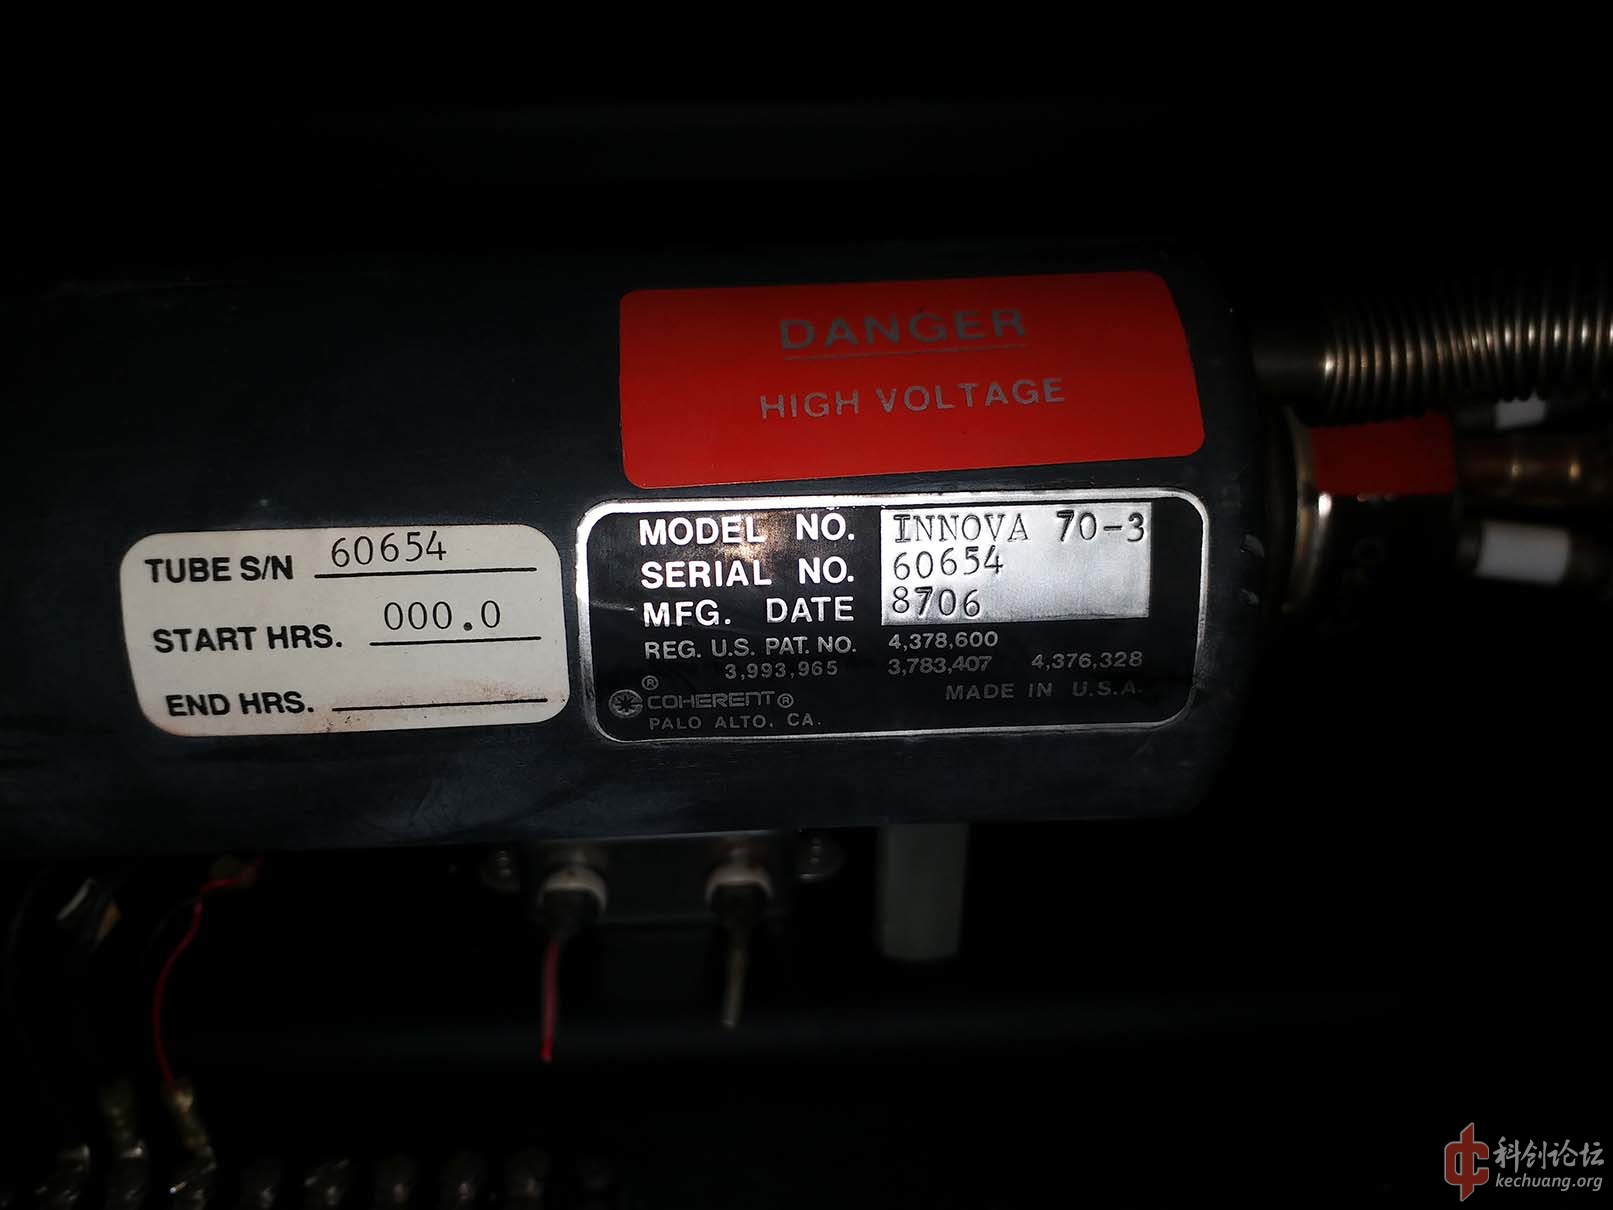 DANGER
HIGH VOLTAGE
TUBE S/N 60654
START HRS. 000.0
END HRS.
MODEL NO. INNOVA 70-3
SERIAL NO. 60654
MFG. DATE 8706
REG. U.S. PAT. NO. 4,378,600
3,993,965 3,783,407 4,376,328
® COHERENT® MADE IN U.S.A.
PALO ALTO, CA.
科创论坛
kechuang.org